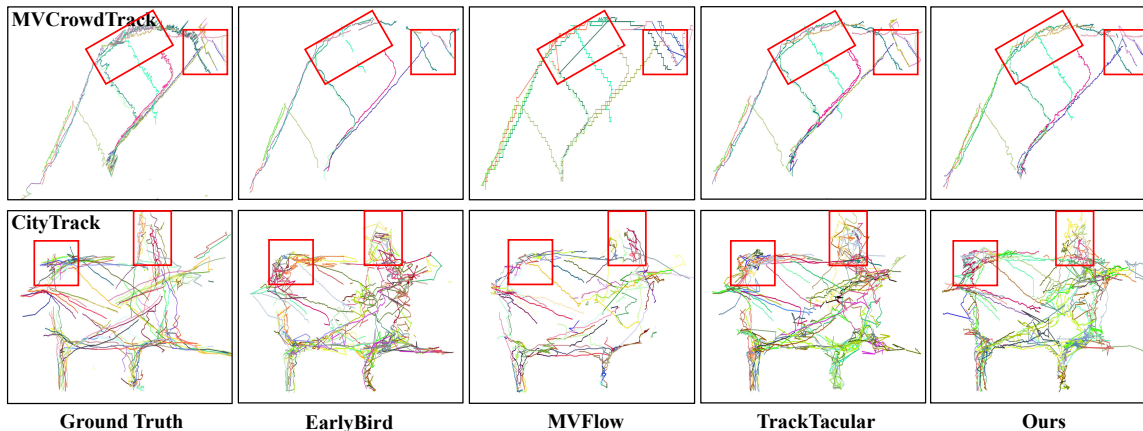 MVCrowdTrack
CityTrack
Ground Truth
EarlyBird
MVFlow
TrackTacular
Ours